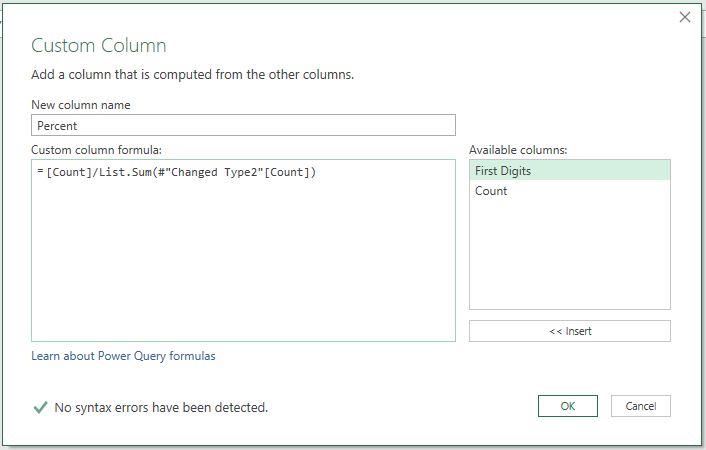 Custom Column
Add a column that is computed from the other columns.
New column name
Percent
Custom column formula:
= [Count]/List.Sum(#"Changed Type2"[Count])
Available columns:
First Digits
Count
<< Insert
Learn about Power Query formulas
No syntax errors have been detected.
OK
Cancel